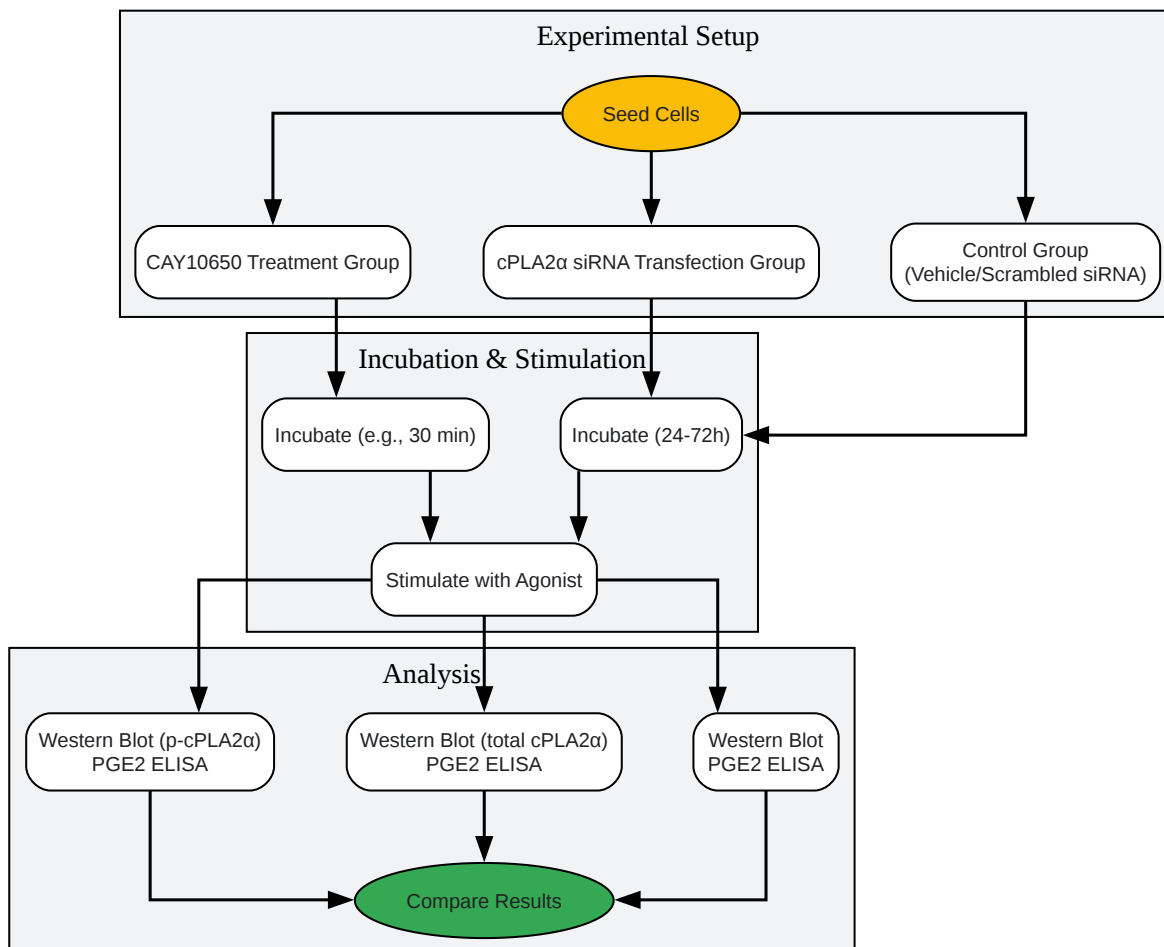 Experimental Setup
Seed Cells
CAY10650 Treatment Group
cPLA2α siRNA Transfection Group
Control Group
(Vehicle/Scrambled siRNA)
Incubation & Stimulation
Incubate (e.g., 30 min)
Incubate (24-72h)
Stimulate with Agonist
Analysis
Western Blot (p-cPLA2α)
PGE2 ELISA
Western Blot (total cPLA2α)
PGE2 ELISA
Western Blot
PGE2 ELISA
Compare Results